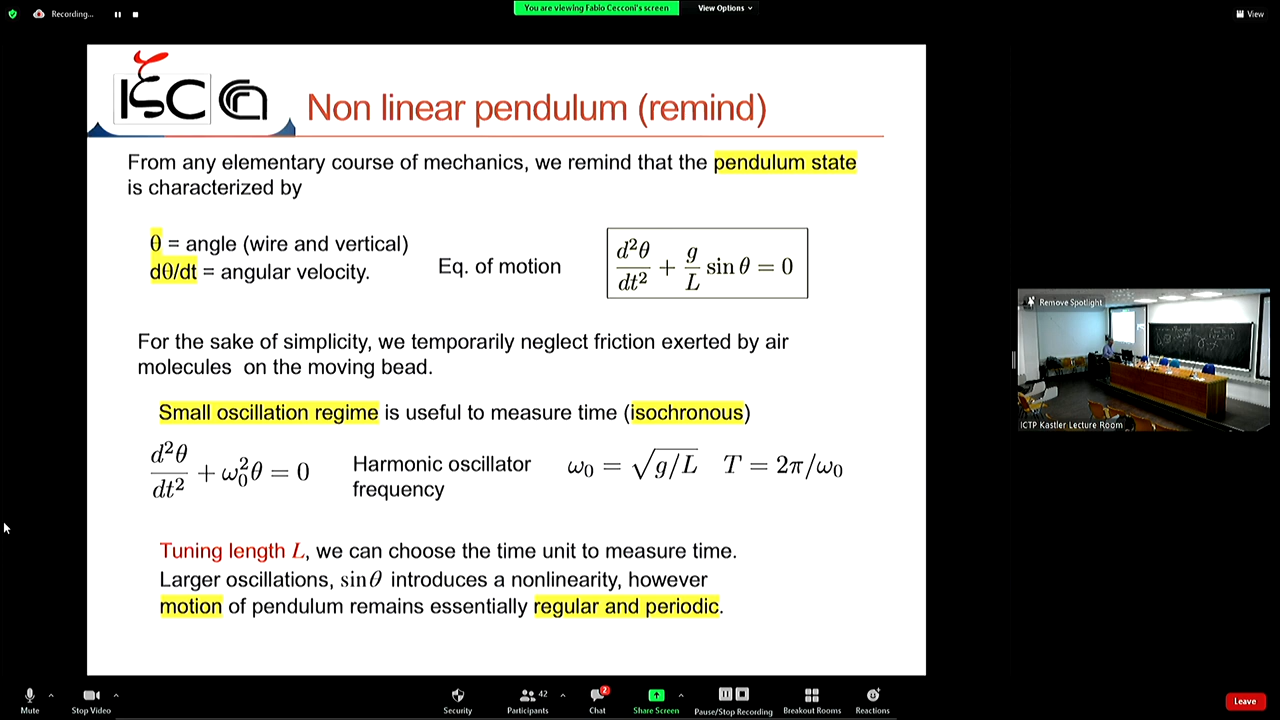 Recording...
You are viewing Fabio Cecconi's screen
View Options
View
ISC
Non linear pendulum (remind)
From any elementary course of mechanics, we remind that the pendulum state
is characterized by
θ = angle (wire and vertical)
dθ/dt = angular velocity.
Eq. of motion
d²θ/dt² + g/L sin θ = 0
For the sake of simplicity, we temporarily neglect friction exerted by air
molecules on the moving bead.
Small oscillation regime is useful to measure time (isochronous)
d²θ/dt² + ω₀²θ = 0
Harmonic oscillator
frequency
ω₀ = √g/L T = 2π/ω₀
Tuning length L, we can choose the time unit to measure time.
Larger oscillations, sinθ introduces a nonlinearity, however
motion of pendulum remains essentially regular and periodic.
Remove Spotlight
ICTP Kastler Lecture Room
Mute
Stop Video
Security
42
Participants
2
Chat
Share Screen
Pause/Stop Recording
Breakout Rooms
Reactions
Leave